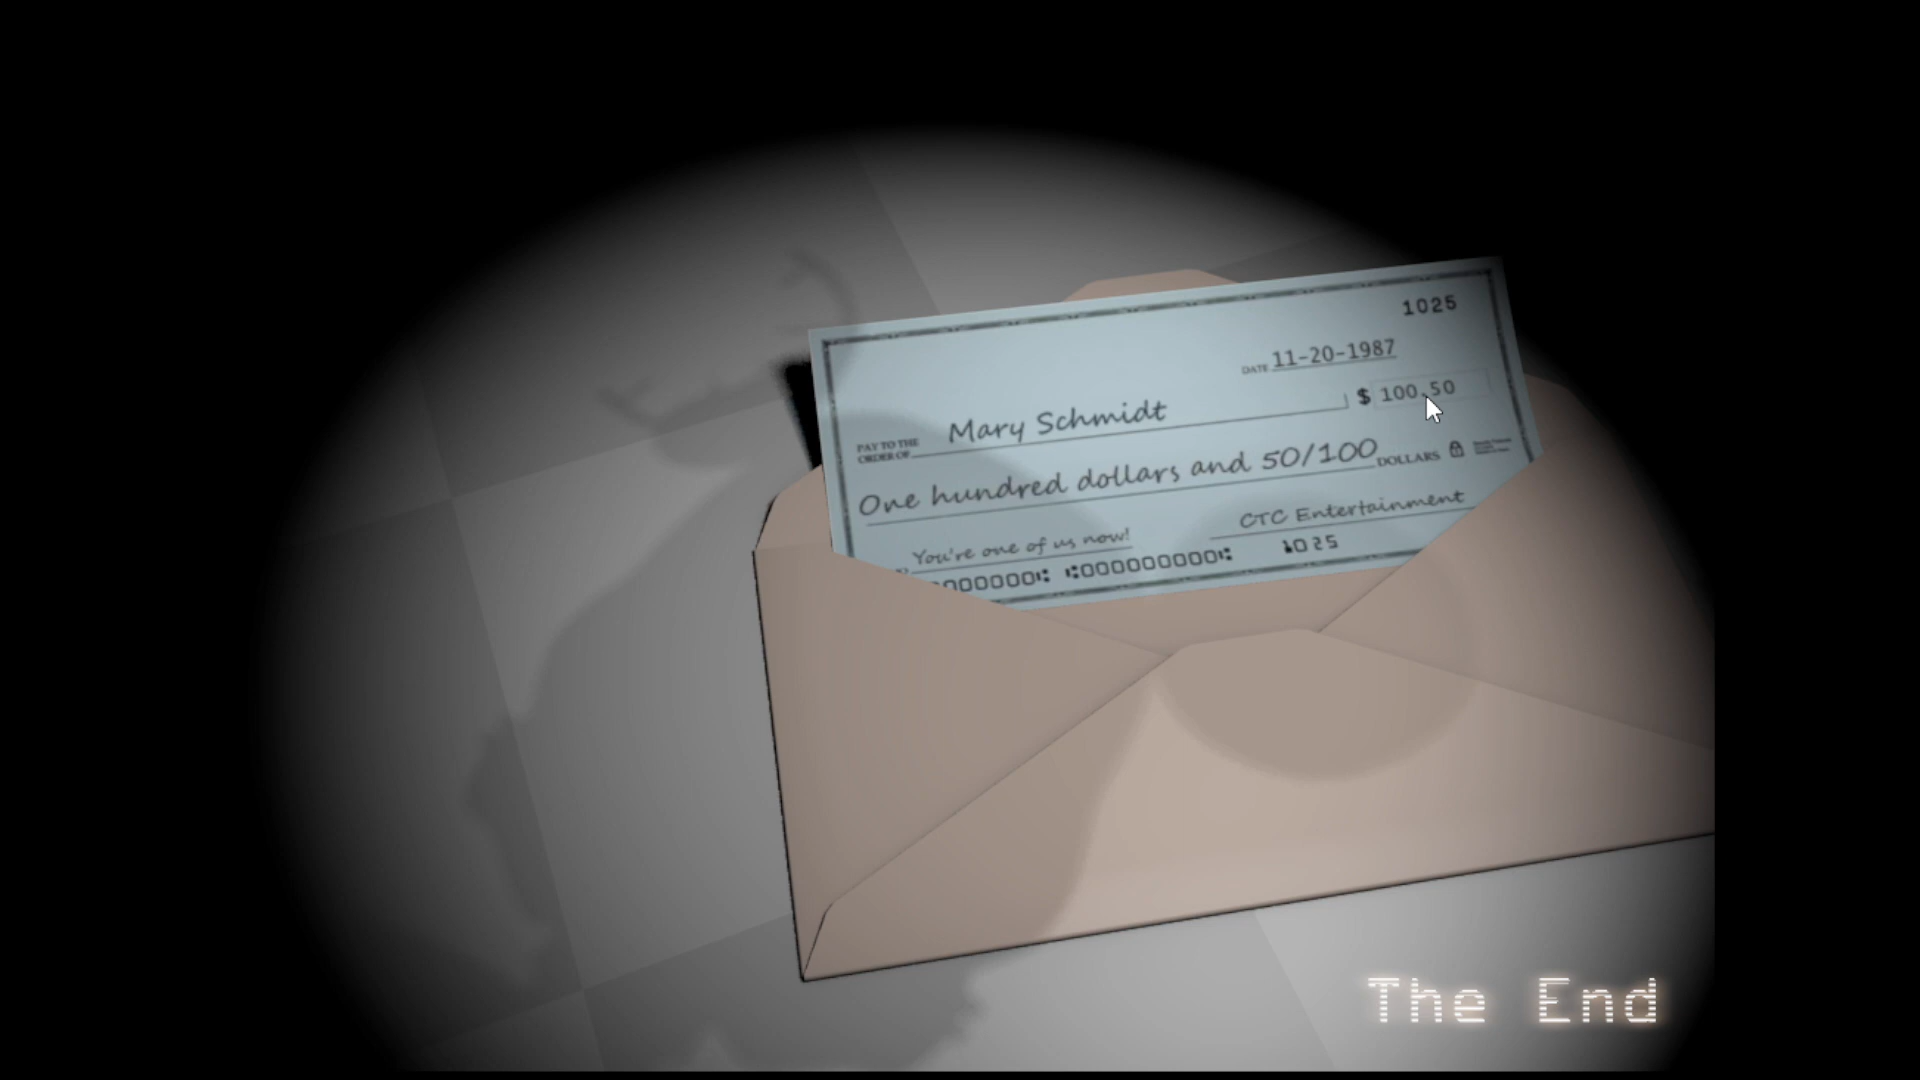 1025
DATE 11-20-1987
PAY TO THE
ORDER OF
Mary Schmidt
$ 100.50
One hundred dollars and 50/100 DOLLARS
You're one of us now!
CTC Entertainment
1025
The End